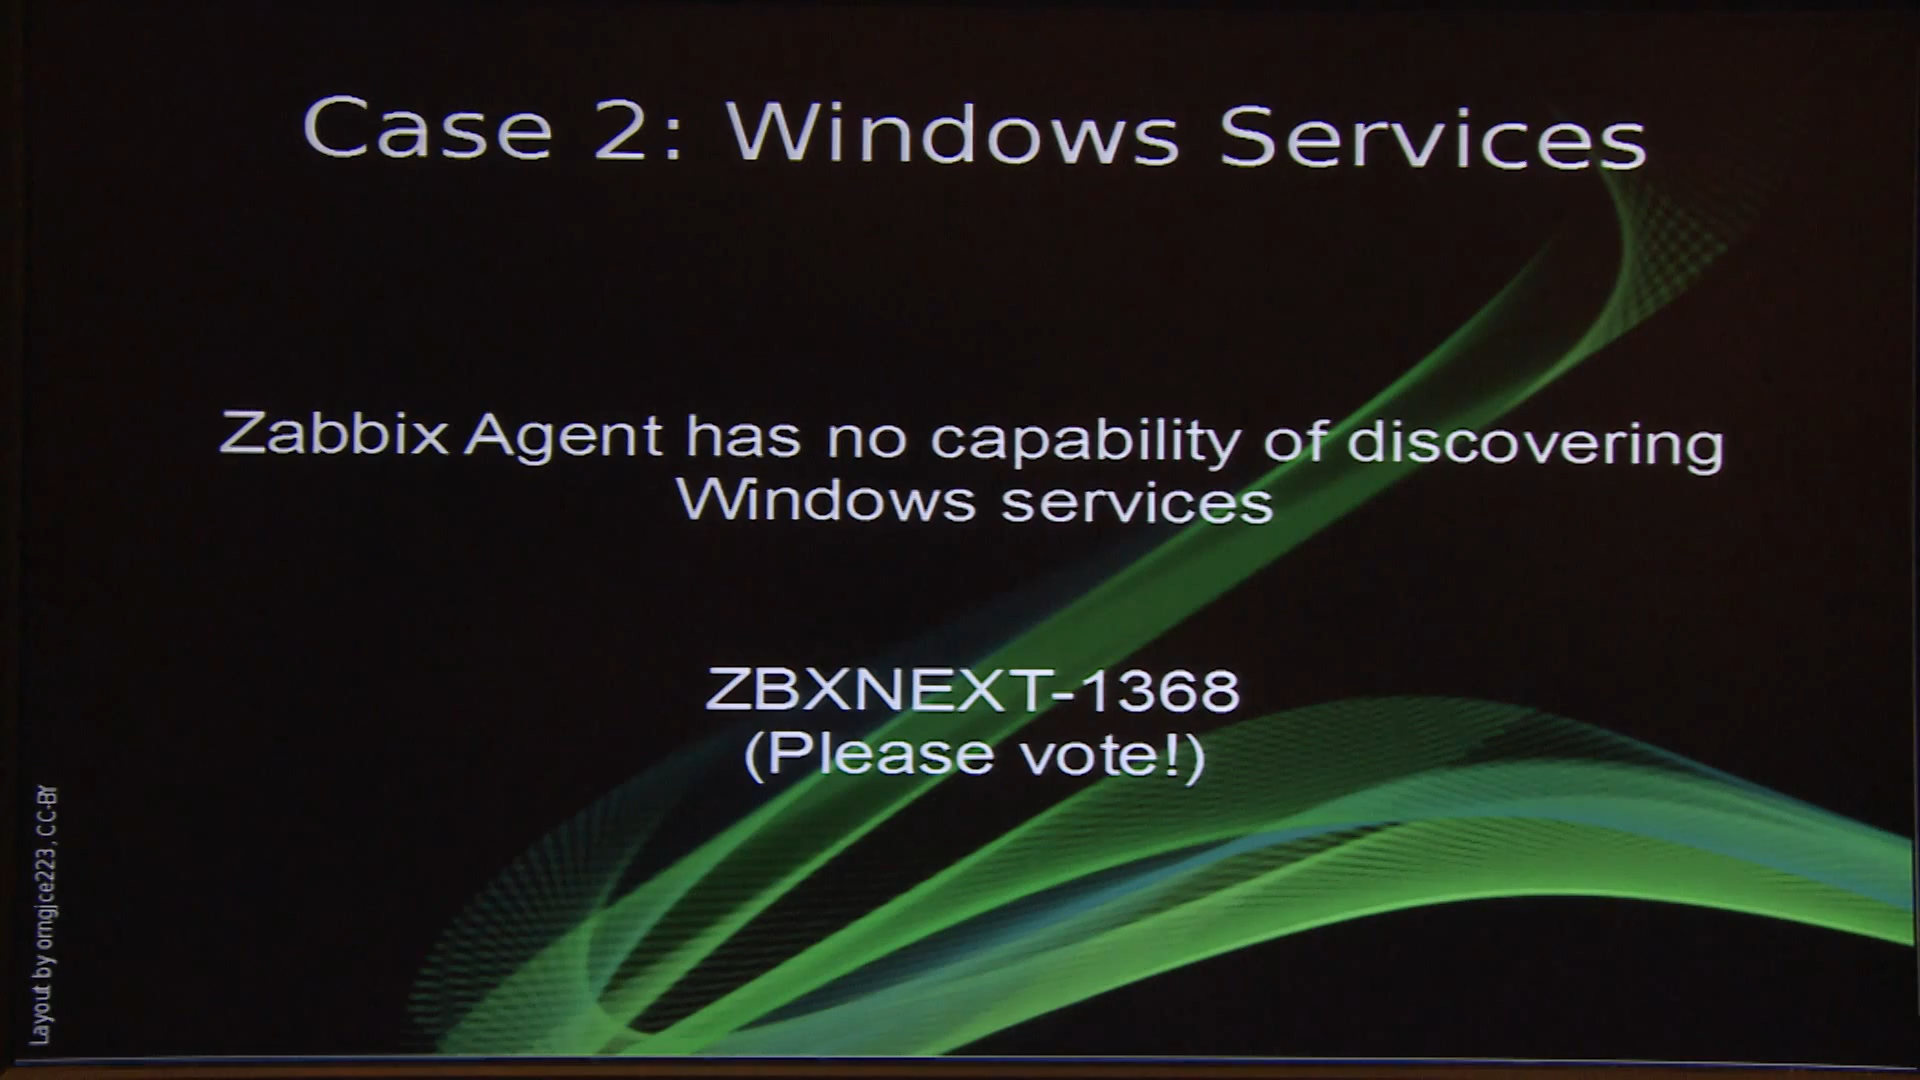 Case 2: Windows Services
Zabbix Agent has no capability of discovering
Windows services
ZBXNEXT-1368
(Please vote!)
Layout by omgjce223, CC-BY